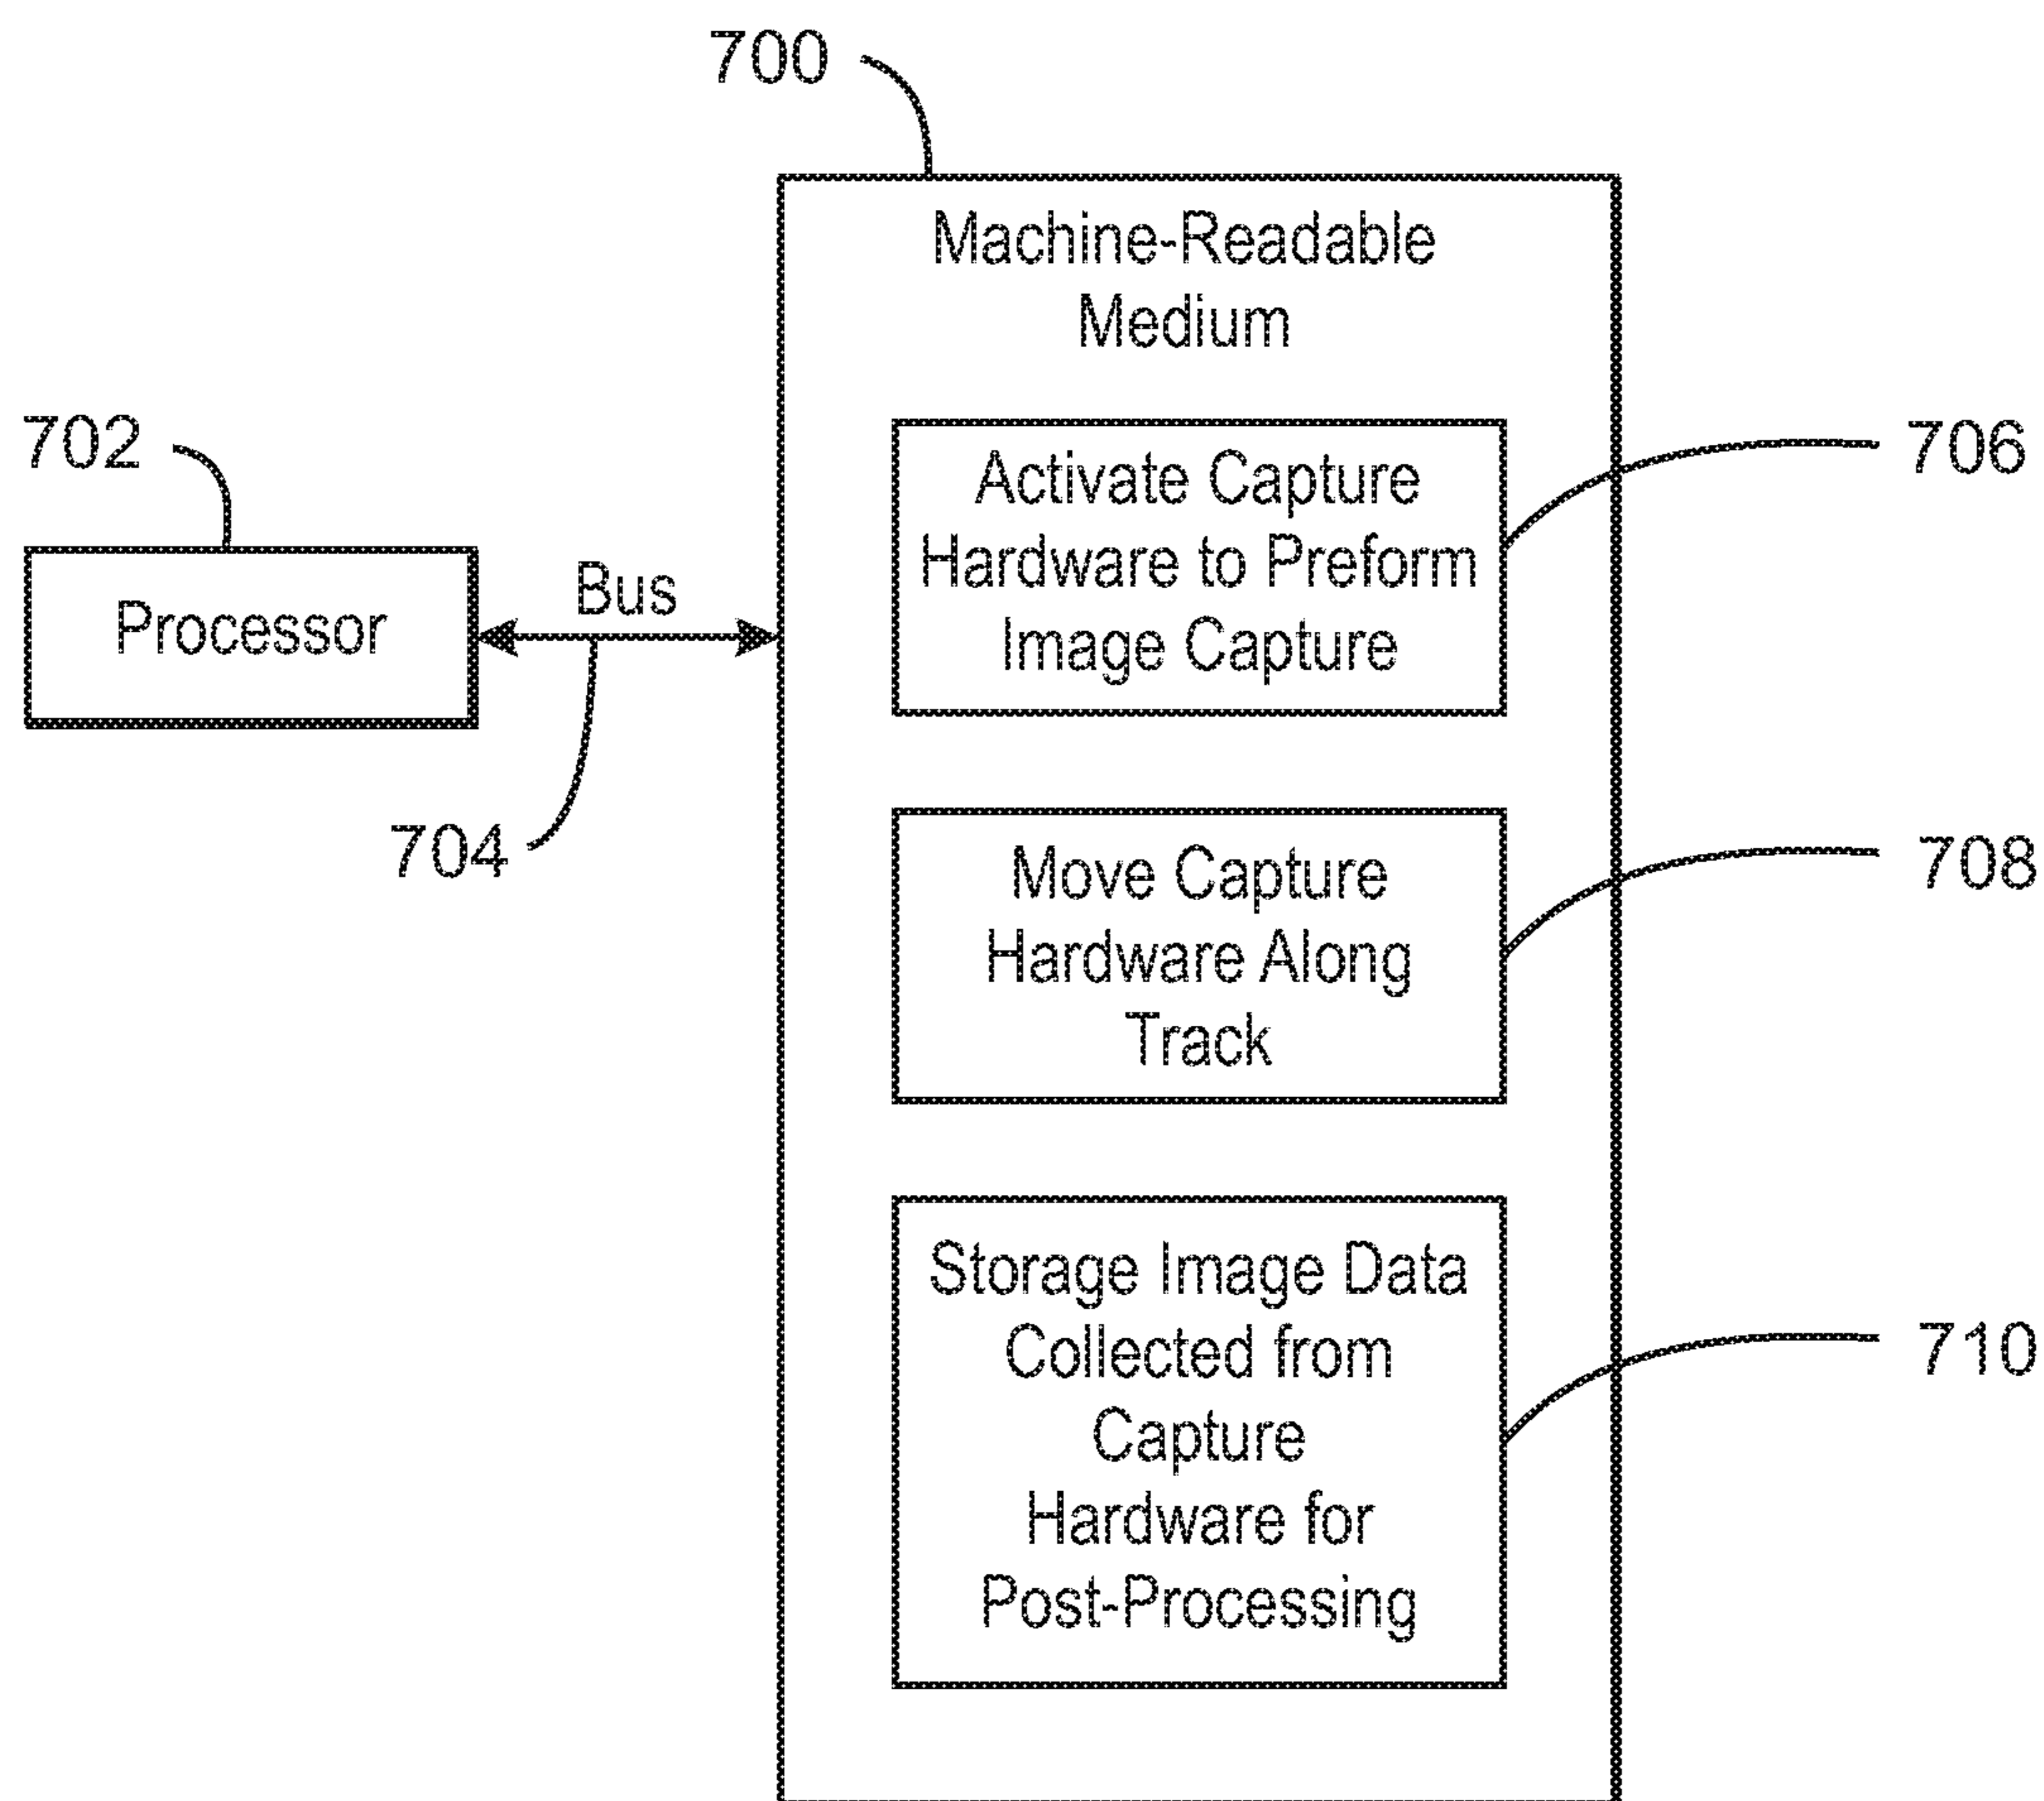 700
Machine-Readable
Medium
702
Processor
Bus
704
Activate Capture
Hardware to Preform
Image Capture
706
Move Capture
Hardware Along
Track
708
Storage Image Data
Collected from
Capture
Hardware for
Post-Processing
710